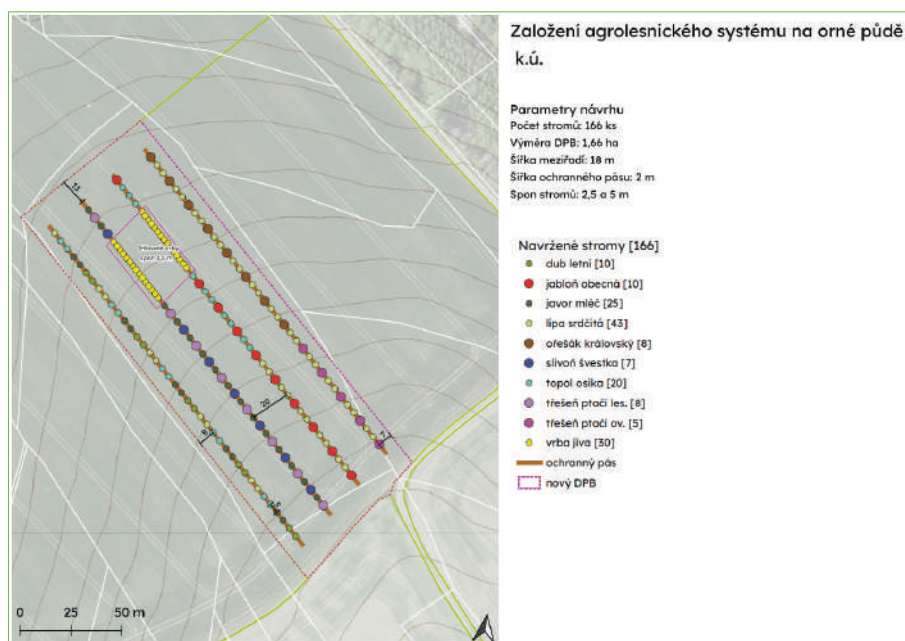 Založení agrolesnického systému na orné půdě
k.ú.
Parametry návrhu
Počet stromů: 166 ks
Výměra DPB: 1,66 ha
Šířka meziřadí: 18 m
Šířka ochranného pásu: 2 m
Spon stromů: 2,5 a 5 m
Navržené stromy [166]
dub letní [10]
jabloň obecná [10]
javor mléč [25]
lípa srdčitá [43]
ořešák královský [8]
slivoň švestka [7]
topol osika [20]
třešeň ptačí les. [8]
třešeň ptačí ov. [5]
vrba jíva [30]
ochranný pás
nový DPB
13
20
8
7
0 25 50 m